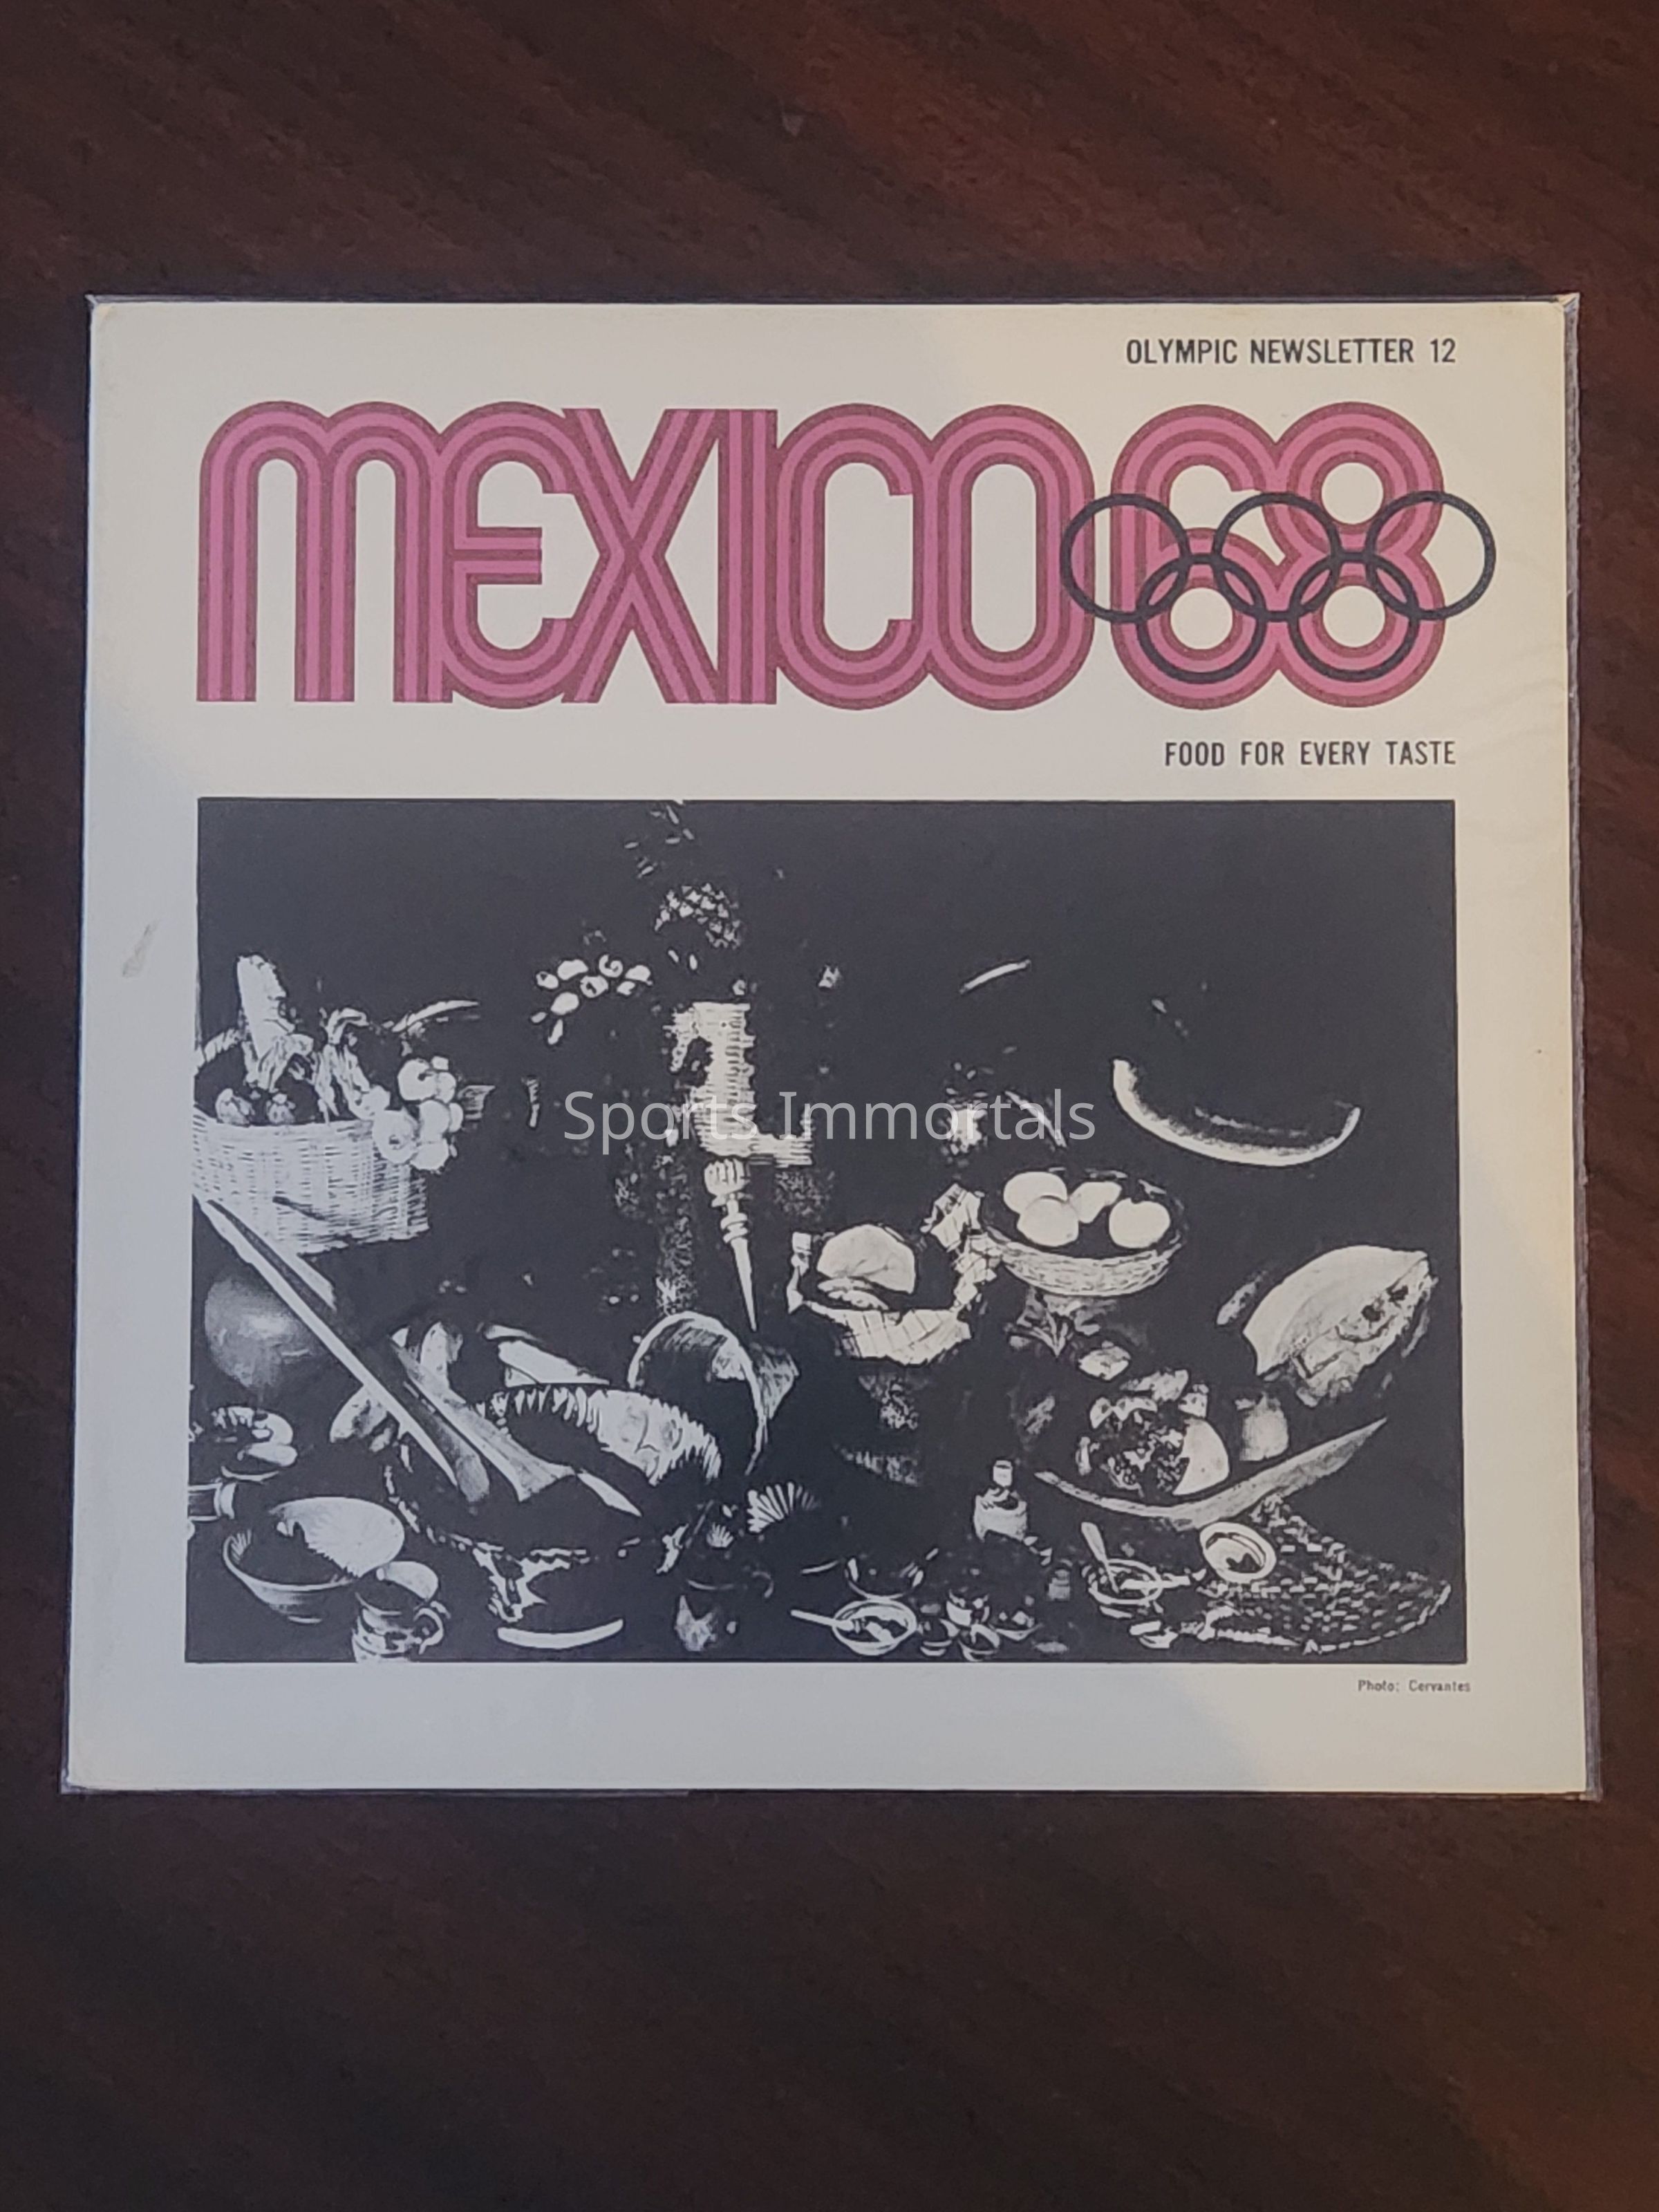 OLYMPIC NEWSLETTER 12
MEXICO 68
FOOD FOR EVERY TASTE
Sports Immortals
Photo: Cervantes